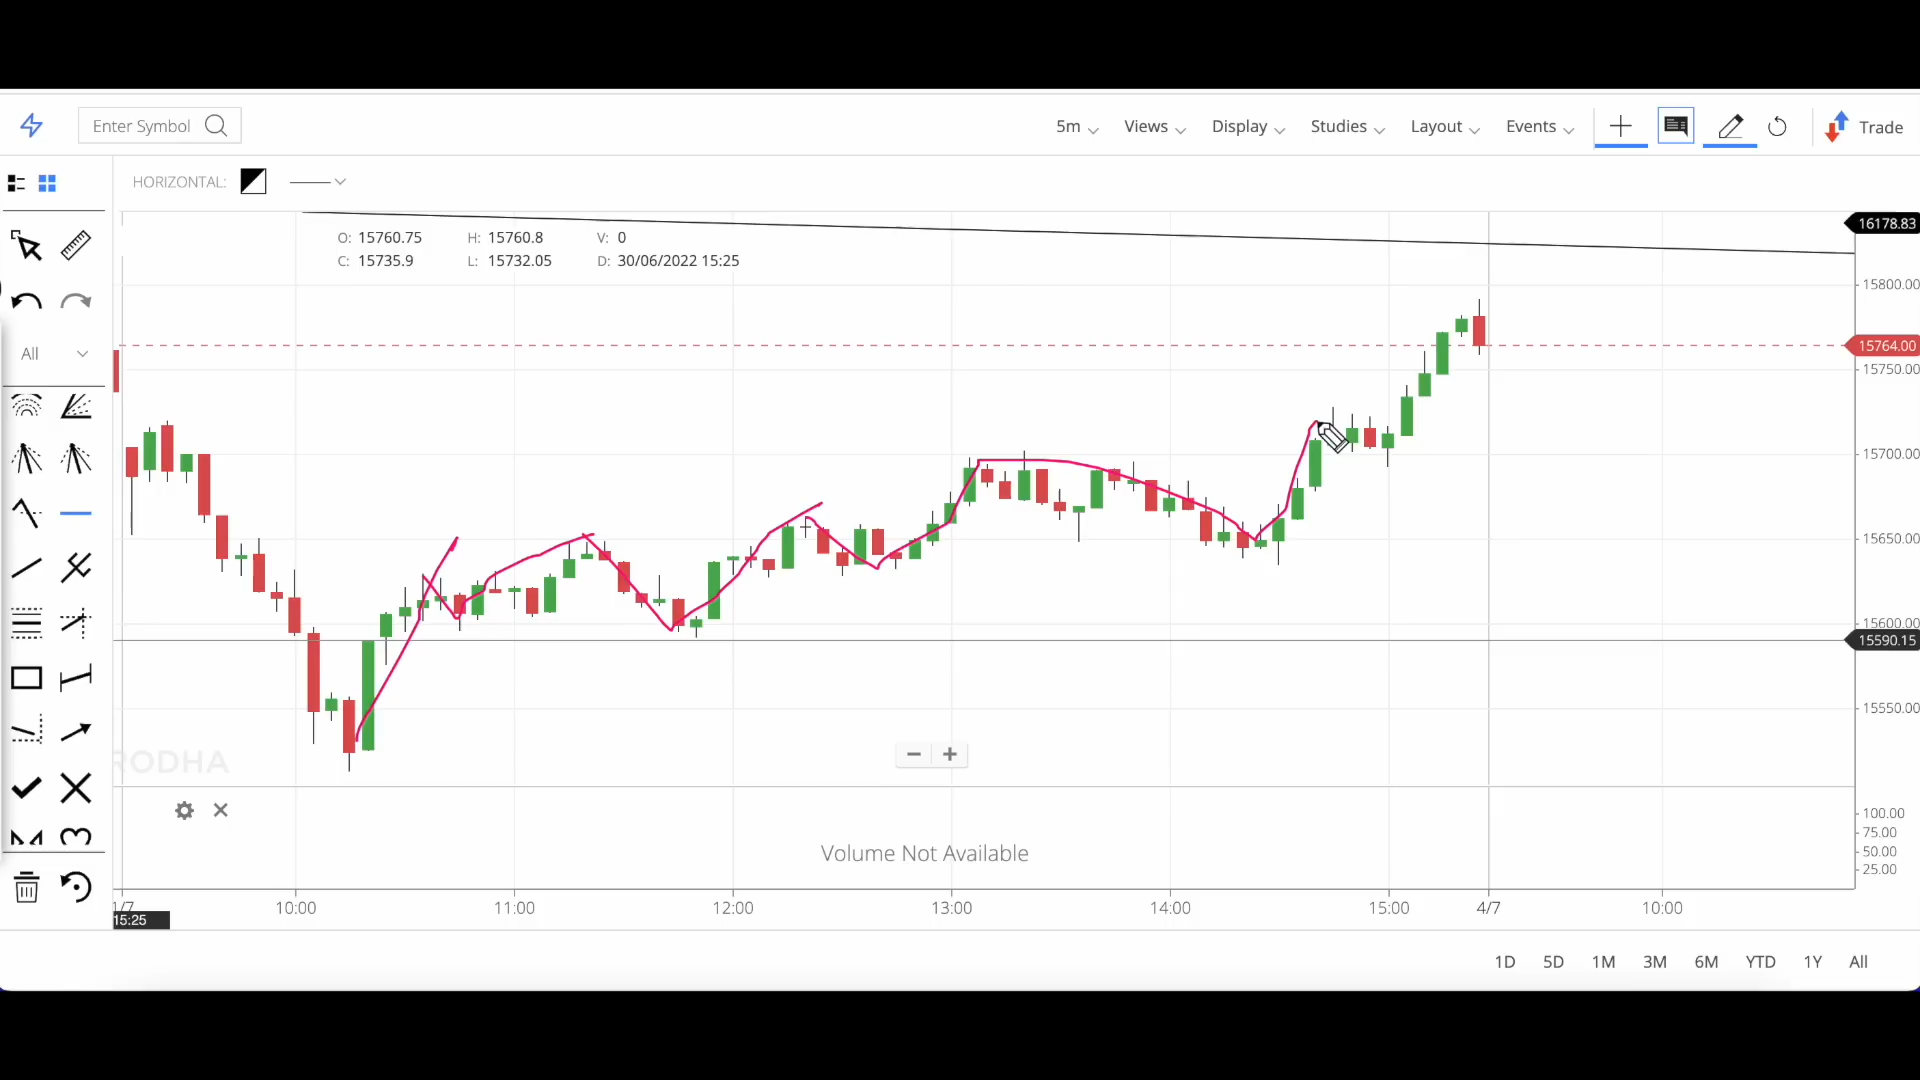 Enter Symbol
5m Views Display Studies Layout Events Trade
HORIZONTAL:
16178.83
O: 15760.75 H: 15760.8 V: 0
C: 15735.9 L: 15732.05 D: 30/06/2022 15:25
15800.00
15764.00
15750.00
All
15700.00
15650.00
15600.00
15590.15
15550.00
RODHA
100.00
75.00
50.00
25.00
Volume Not Available
1/7 10:00 11:00 12:00 13:00 14:00 15:00 4/7 10:00
15:25
1D 5D 1M 3M 6M YTD 1Y All